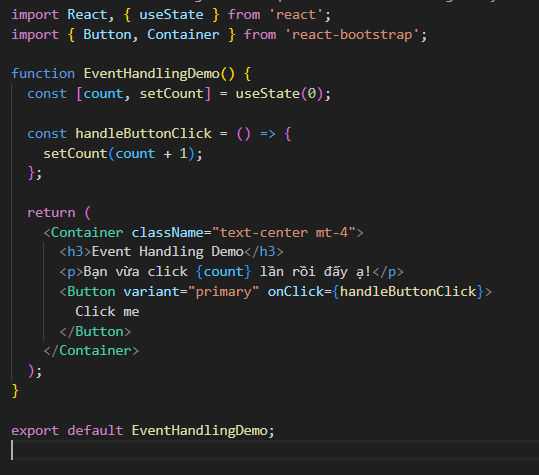 import React, { useState } from 'react';
import { Button, Container } from 'react-bootstrap';

function EventHandlingDemo() {
  const [count, setCount] = useState(0);

  const handleButtonClick = () => {
    setCount(count + 1);
  };

  return (
    <Container className="text-center mt-4">
      <h3>Event Handling Demo</h3>
      <p>Bạn vừa click {count} lần rồi đấy ạ!</p>
      <Button variant="primary" onClick={handleButtonClick}>
        Click me
      </Button>
    </Container>
  );
}

export default EventHandlingDemo;